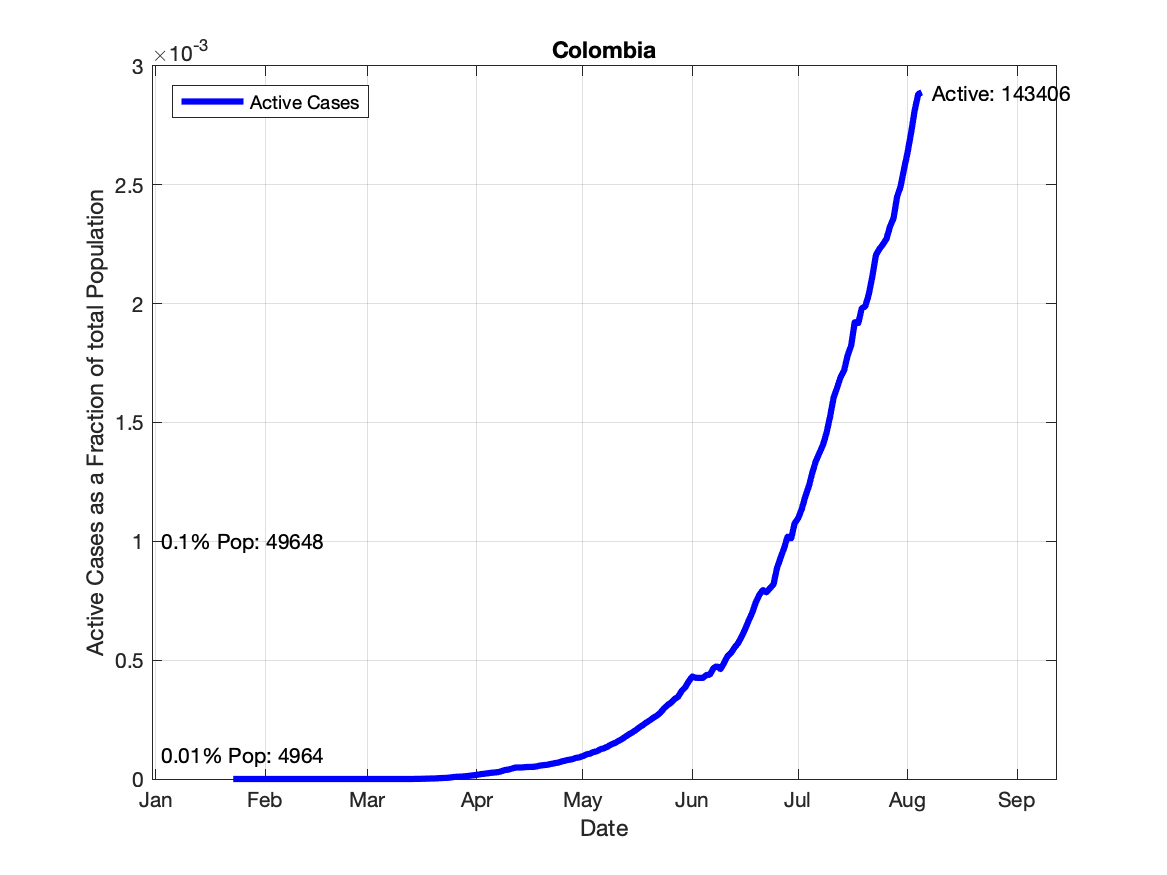 Colombia
×10-3
3
2.5
2
1.5
1
0.5
0
Active Cases as a Fraction of total Population
Active Cases
Active: 143406
0.1% Pop: 49648
0.01% Pop: 4964
Jan Feb Mar Apr May Jun Jul Aug Sep
Date